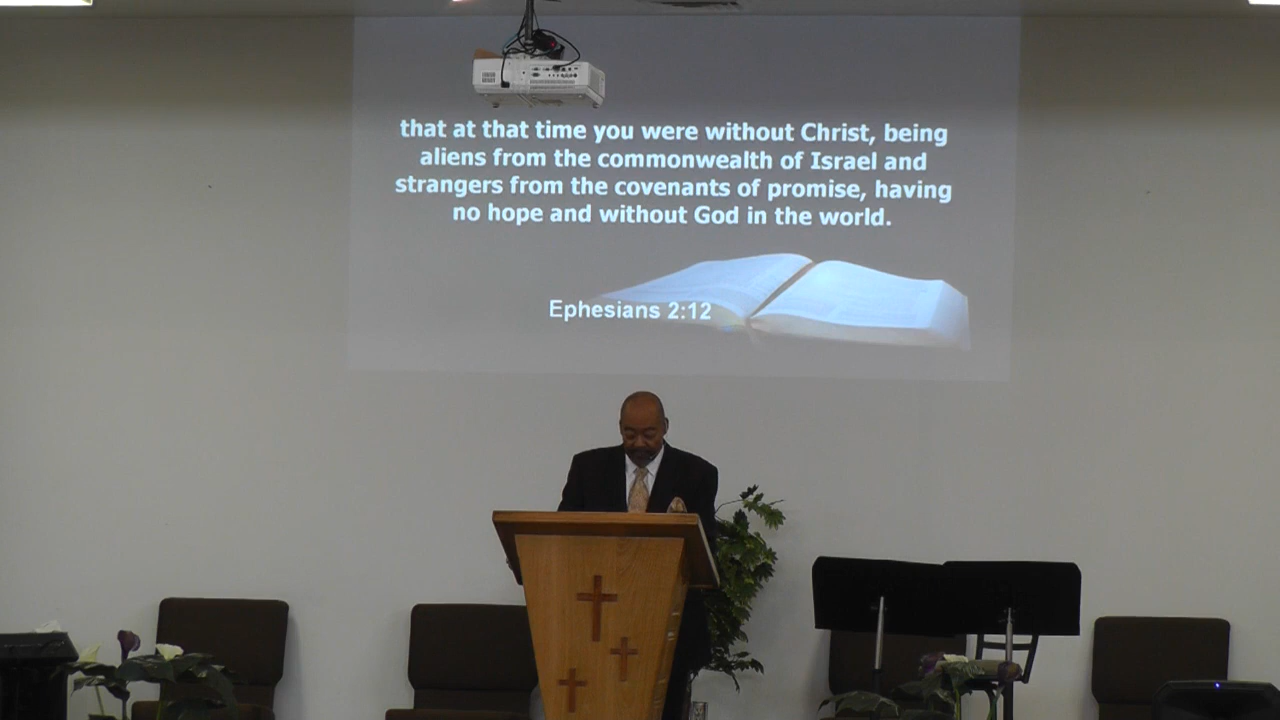 that at that time you were without Christ, being
aliens from the commonwealth of Israel and
strangers from the covenants of promise, having
no hope and without God in the world.
Ephesians 2:12